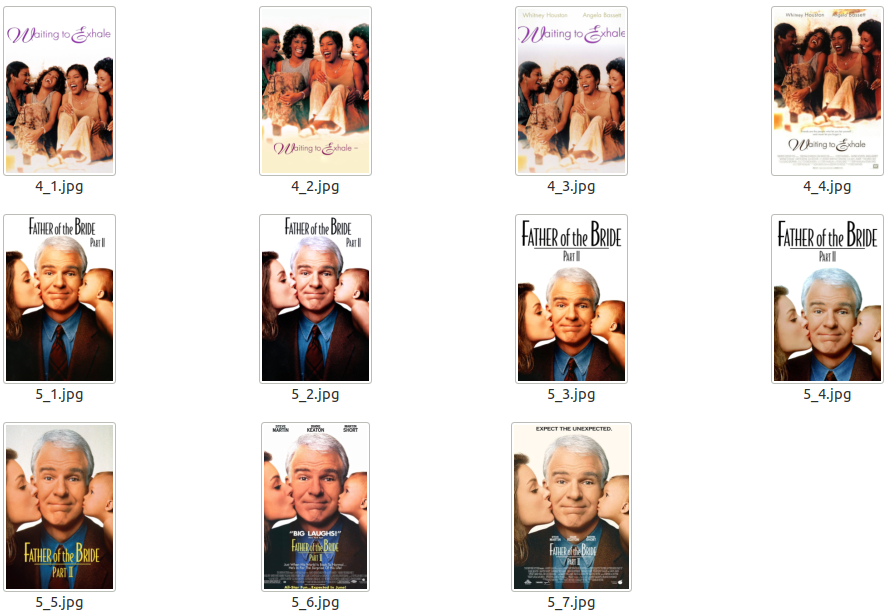 Waiting to Exhale
Waiting to Exhale
Whitney Houston Angela Bassett
Waiting to Exhale
Whitney Houston Angela Bassett
Waiting to Exhale
4_1.jpg
4_2.jpg
4_3.jpg
4_4.jpg
FATHER of the BRIDE
PART II
FATHER of the BRIDE
PART II
FATHER of the BRIDE
PART II
FATHER of the BRIDE
PART II
5_1.jpg
5_2.jpg
5_3.jpg
5_4.jpg
FATHER of the BRIDE
PART II
STEVE MARTIN
DIANE KEATON
MARTIN SHORT
"BIG LAUGHS!"
FATHER of the BRIDE
PART II
EXPECT THE UNEXPECTED.
FATHER of the BRIDE
PART II
5_5.jpg
5_6.jpg
5_7.jpg